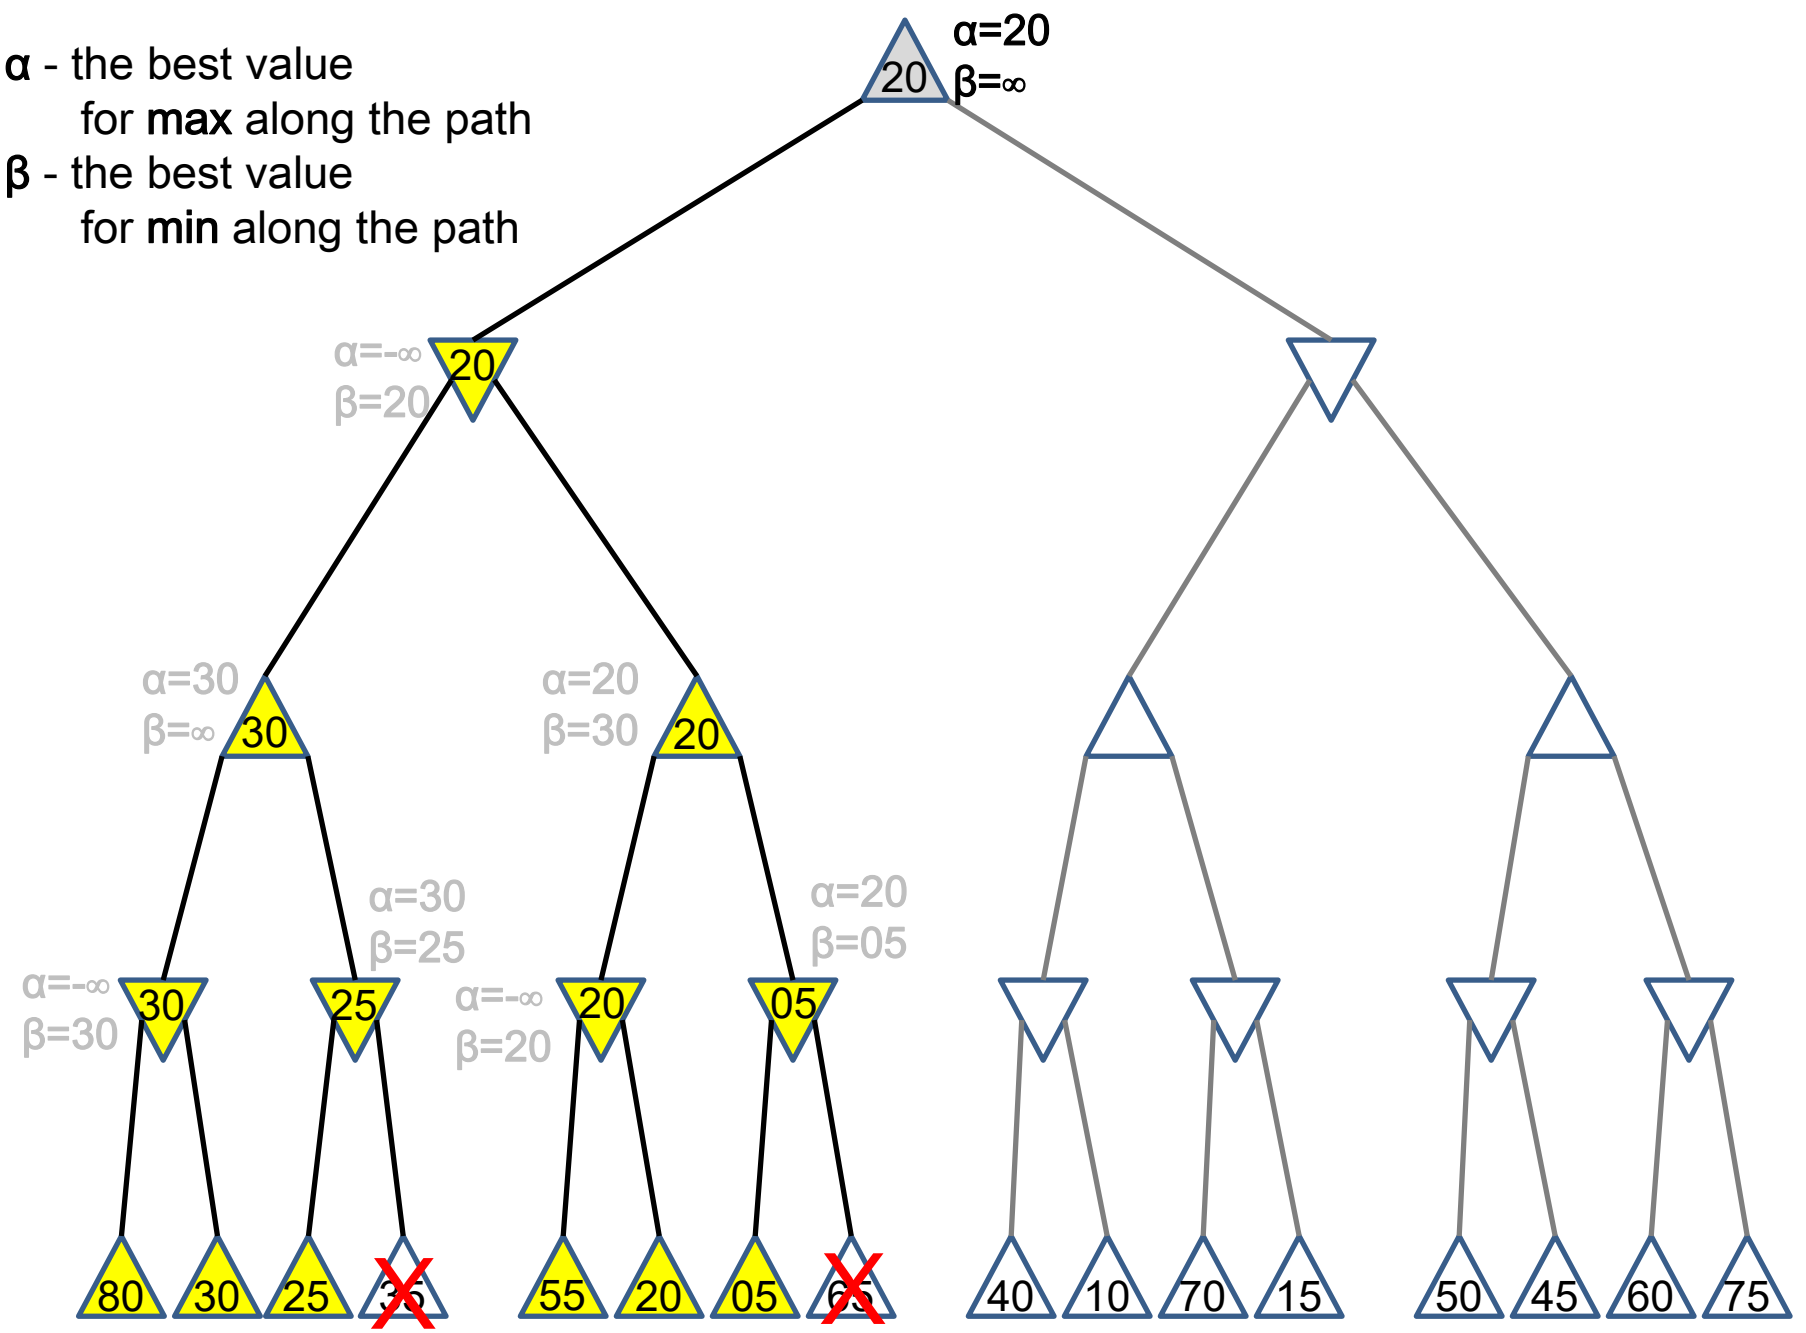 α=20
20
β=∞
α - the best value
for max along the path
β - the best value
for min along the path
α=-∞
β=20
20
α=30
β=∞
30
α=20
β=30
20
α=30
β=25
α=20
β=05
α=-∞
β=30
30
25
α=-∞
β=20
20
05
80 30 25 35 55 20 05 65 40 10 70 15 50 45 60 75